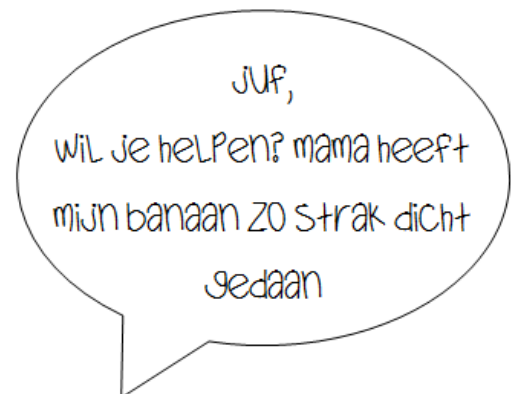 juf,
wil je helpen? mama heeft
mijn banaan zo strak dicht
gedaan